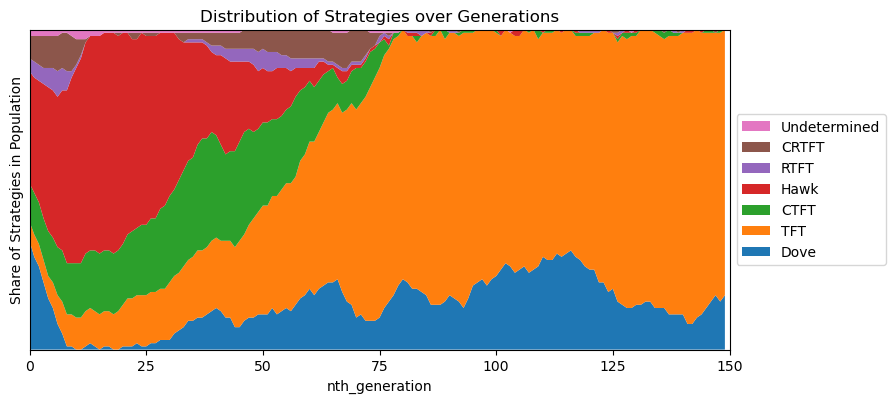 Distribution of Strategies over Generations
Share of Strategies in Population
Undetermined
CRTFT
RTFT
Hawk
CTFT
TFT
Dove
0 25 50 75 100 125 150
nth_generation